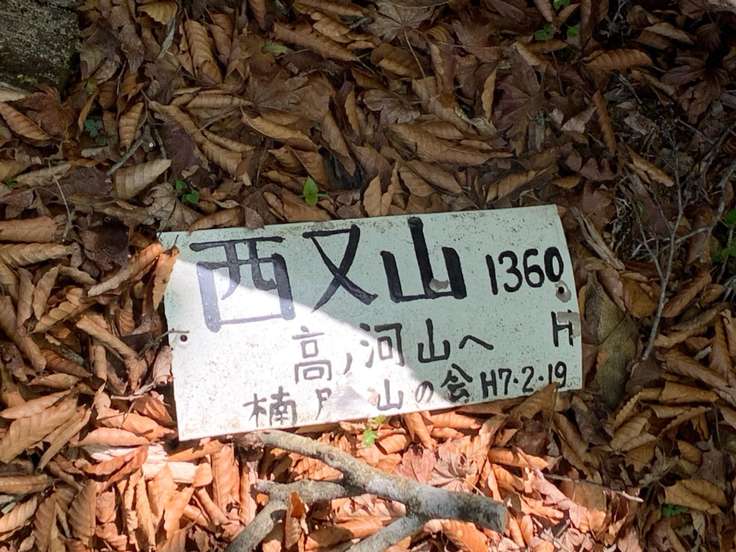 西又山 1360
高ノ河山へ H
楠 山の会 H7・2・19